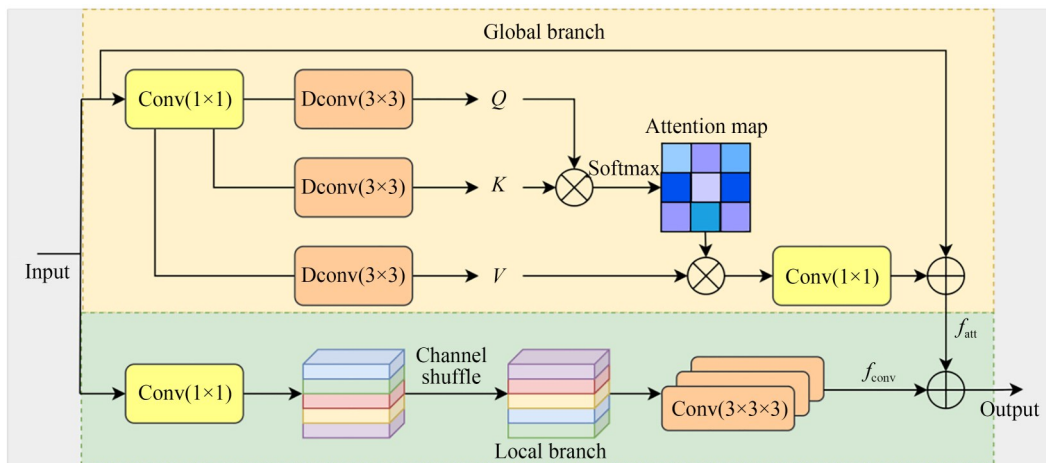 Global branch
Conv(1×1)
Dconv(3×3)
Q
Attention map
Softmax
Dconv(3×3)
K
Input
Dconv(3×3)
V
Conv(1×1)
f_att
Conv(1×1)
Channel
shuffle
Conv(3×3×3)
f_conv
Output
Local branch